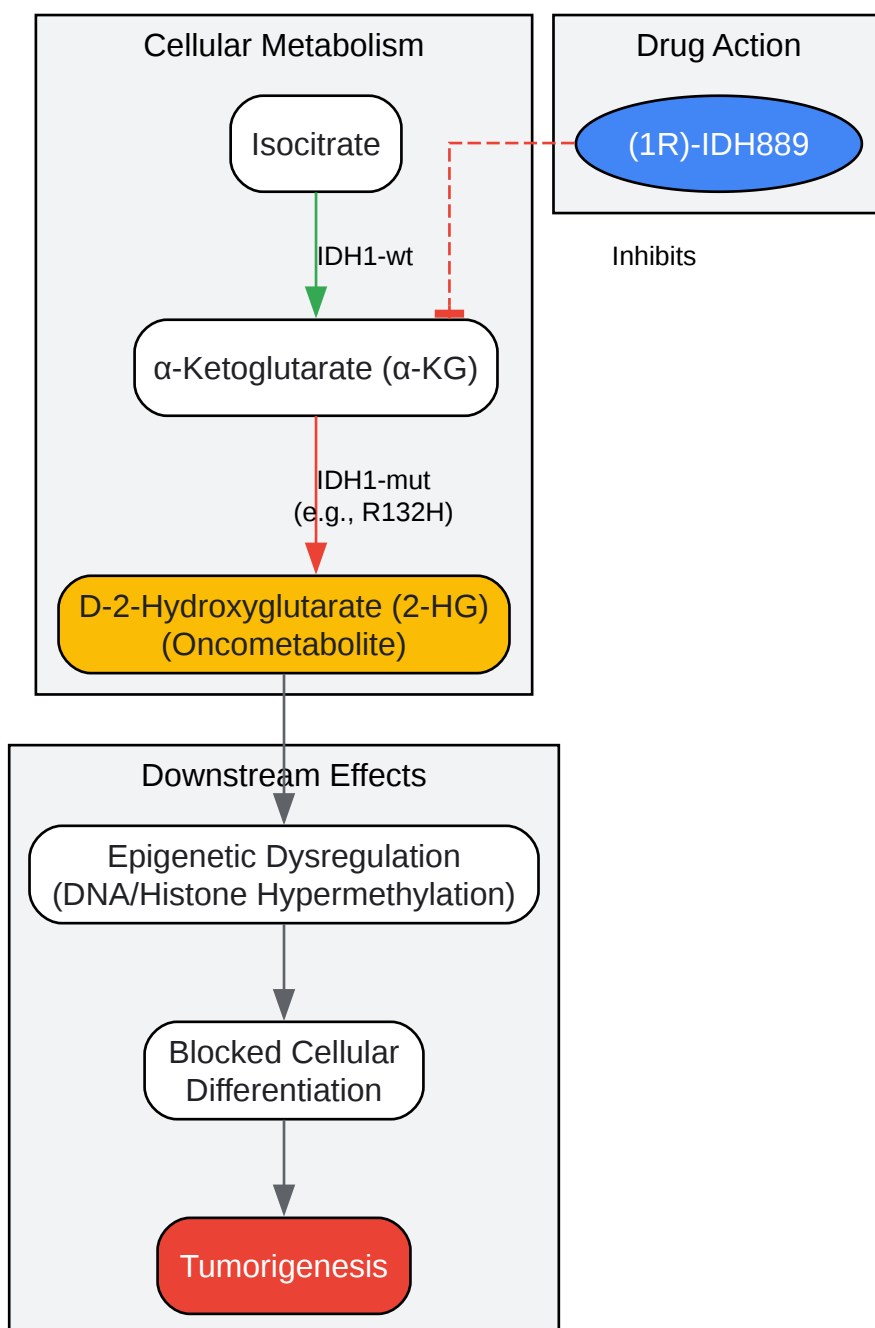 Cellular Metabolism
Drug Action
Isocitrate
(1R)-IDH889
IDH1-wt
Inhibits
α-Ketoglutarate (α-KG)
IDH1-mut
(e.g., R132H)
D-2-Hydroxyglutarate (2-HG)
(Oncometabolite)
Downstream Effects
Epigenetic Dysregulation
(DNA/Histone Hypermethylation)
Blocked Cellular
Differentiation
Tumorigenesis